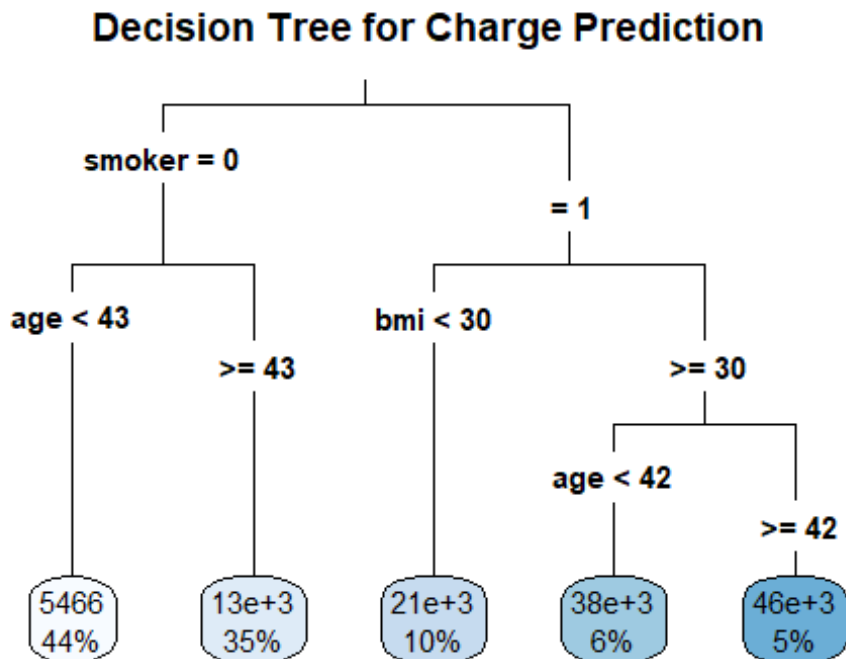 Decision Tree for Charge Prediction
smoker = 0
= 1
age < 43
bmi < 30
>= 43
>= 30
age < 42
>= 42
5466
44%
13e+3
35%
21e+3
10%
38e+3
6%
46e+3
5%